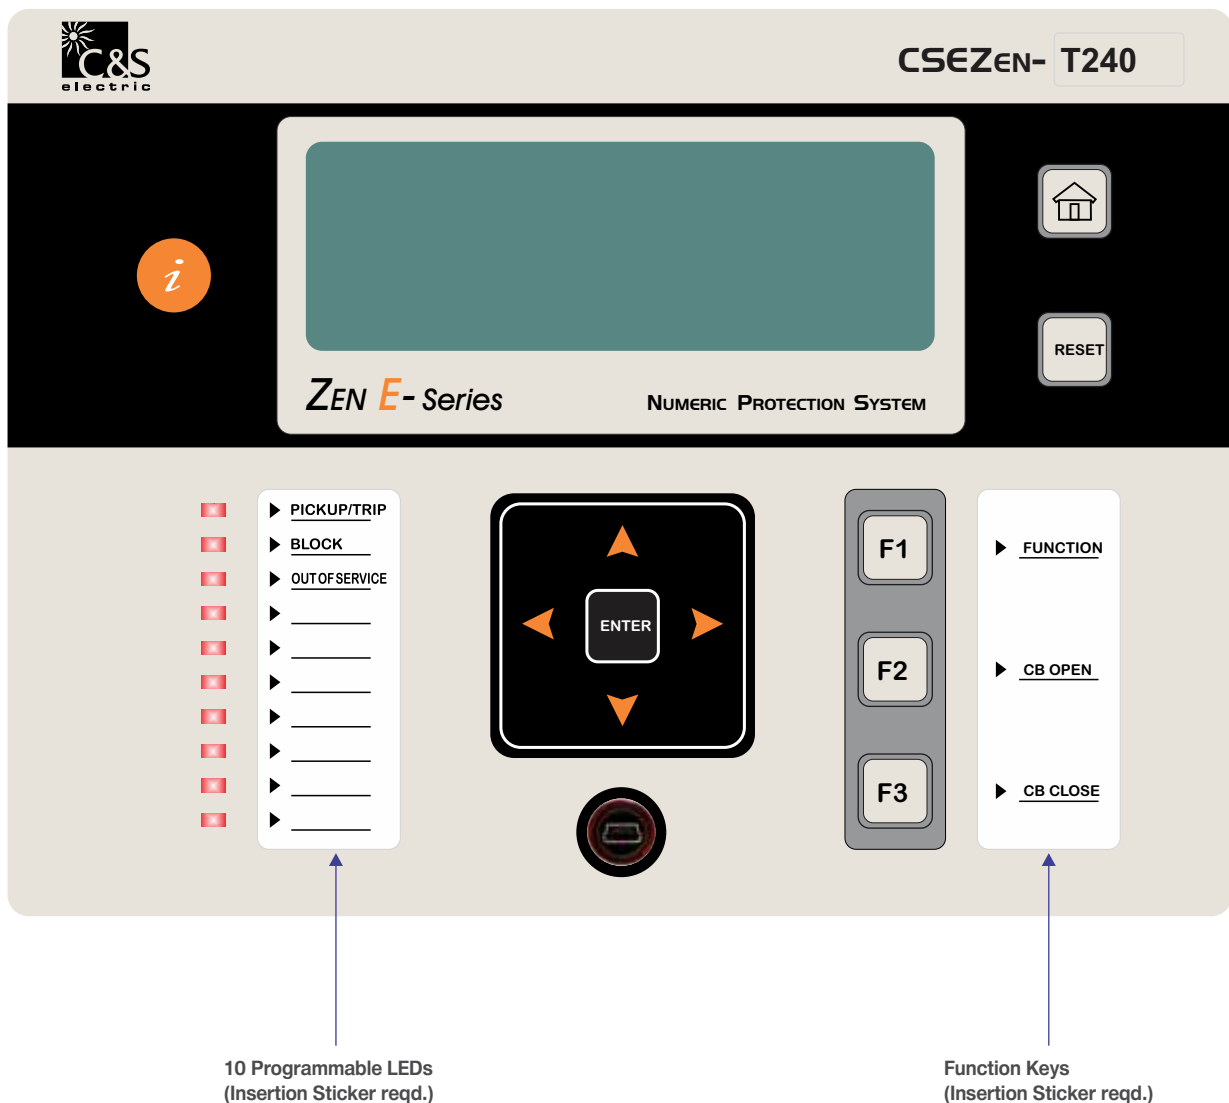 C&S
electric
CSEZEN- T240
i
ZEN E- Series
NUMERIC PROTECTION SYSTEM
RESET
PICKUP/TRIP
BLOCK
OUT OF SERVICE
ENTER
F1
F2
F3
FUNCTION
CB OPEN
CB CLOSE
10 Programmable LEDs
(Insertion Sticker reqd.)
Function Keys
(Insertion Sticker reqd.)